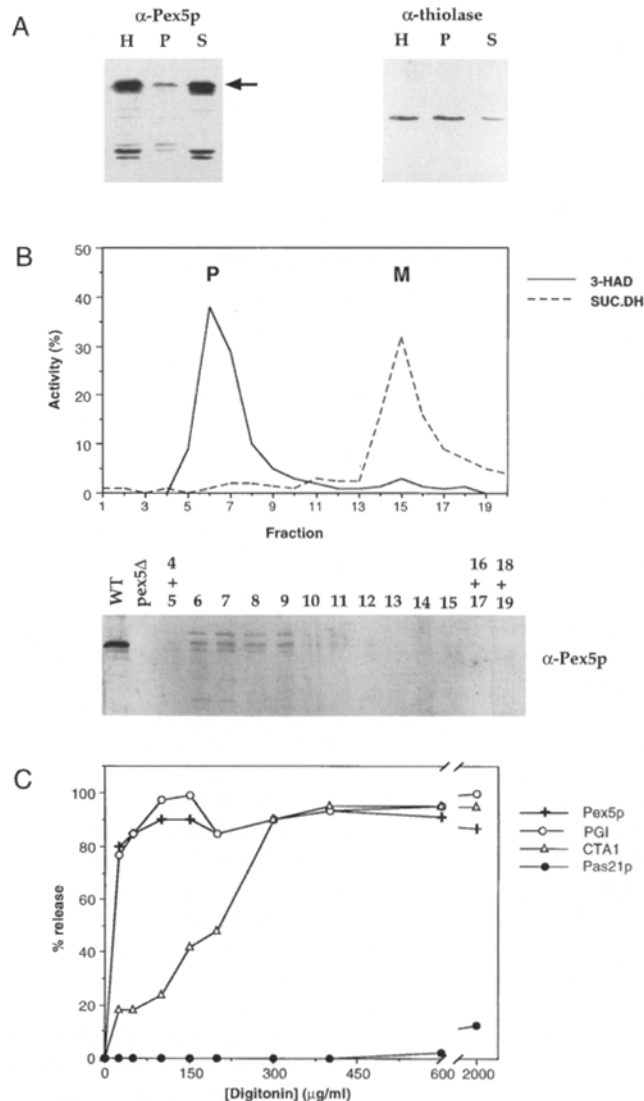 A
α-Pex5p
H P S
α-thiolase
H P S
B
P
M
3-HAD
SUC.DH
Activity (%)
50
40
30
20
10
0
1 3 5 7 9 11 13 15 17 19
Fraction
WT
pex5Δ
4 + 5
6 7 8 9 10 11 12 13 14 15
16 + 17
18 + 19
α-Pex5p
C
Pex5p
PGI
CTA1
Pas21p
% release
100
80
60
40
20
0
0 150 300 450 600 2000
[Digitonin] (μg/ml)